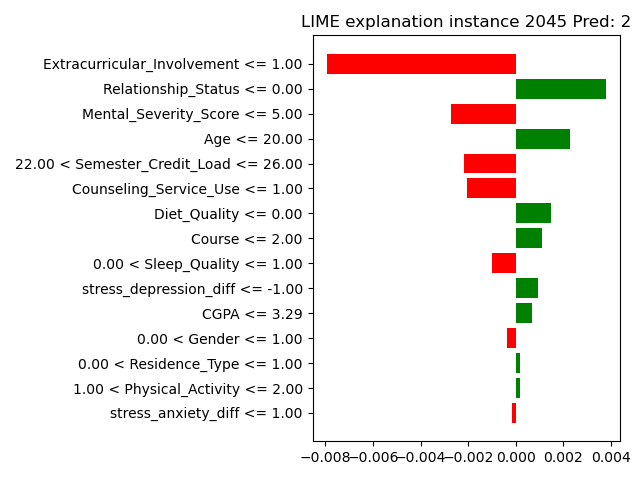 LIME explanation instance 2045 Pred: 2
Extracurricular_Involvement <= 1.00
Relationship_Status <= 0.00
Mental_Severity_Score <= 5.00
Age <= 20.00
22.00 < Semester_Credit_Load <= 26.00
Counseling_Service_Use <= 1.00
Diet_Quality <= 0.00
Course <= 2.00
0.00 < Sleep_Quality <= 1.00
stress_depression_diff <= -1.00
CGPA <= 3.29
0.00 < Gender <= 1.00
0.00 < Residence_Type <= 1.00
1.00 < Physical_Activity <= 2.00
stress_anxiety_diff <= 1.00
−0.008 −0.006 −0.004 −0.002 0.000 0.002 0.004